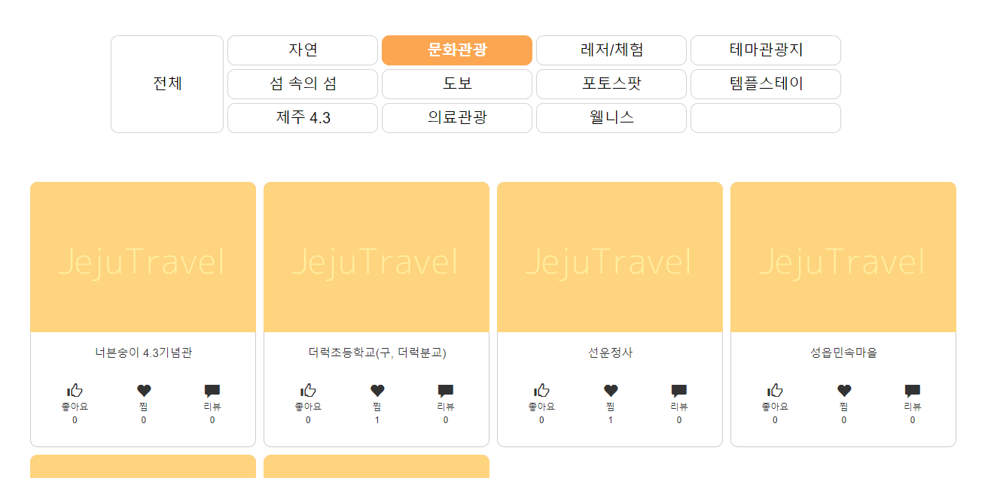 전체
자연
문화관광
레저/체험
테마관광지
섬 속의 섬
도보
포토스팟
템플스테이
제주 4.3
의료관광
웰니스
JejuTravel
JejuTravel
JejuTravel
JejuTravel
너븐숭이 4.3기념관
더럭초등학교(구, 더럭분교)
선운정사
성읍민속마을
좋아요 찜 리뷰
0 0 0
좋아요 찜 리뷰
0 1 0
좋아요 찜 리뷰
0 1 0
좋아요 찜 리뷰
0 0 0